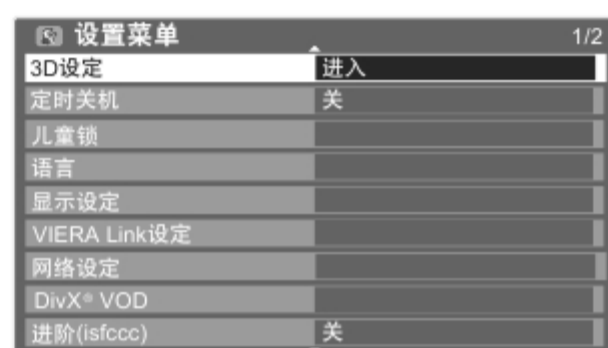 设置菜单 1/2
3D设定 进入
定时关机 关
儿童锁
语言
显示设定
VIERA Link设定
网络设定
DivX® VOD
进阶(isfccc) 关